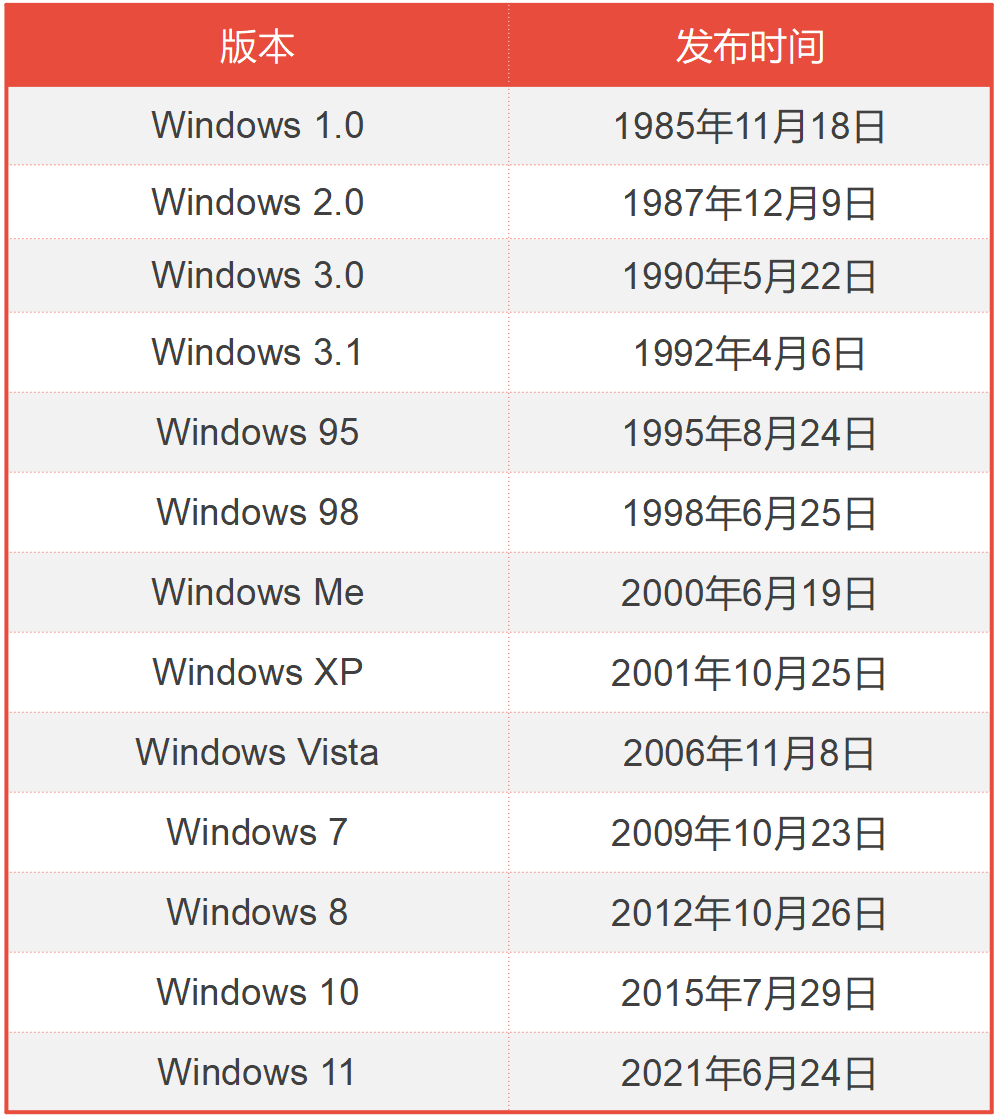 版本 发布时间
Windows 1.0 1985年11月18日
Windows 2.0 1987年12月9日
Windows 3.0 1990年5月22日
Windows 3.1 1992年4月6日
Windows 95 1995年8月24日
Windows 98 1998年6月25日
Windows Me 2000年6月19日
Windows XP 2001年10月25日
Windows Vista 2006年11月8日
Windows 7 2009年10月23日
Windows 8 2012年10月26日
Windows 10 2015年7月29日
Windows 11 2021年6月24日